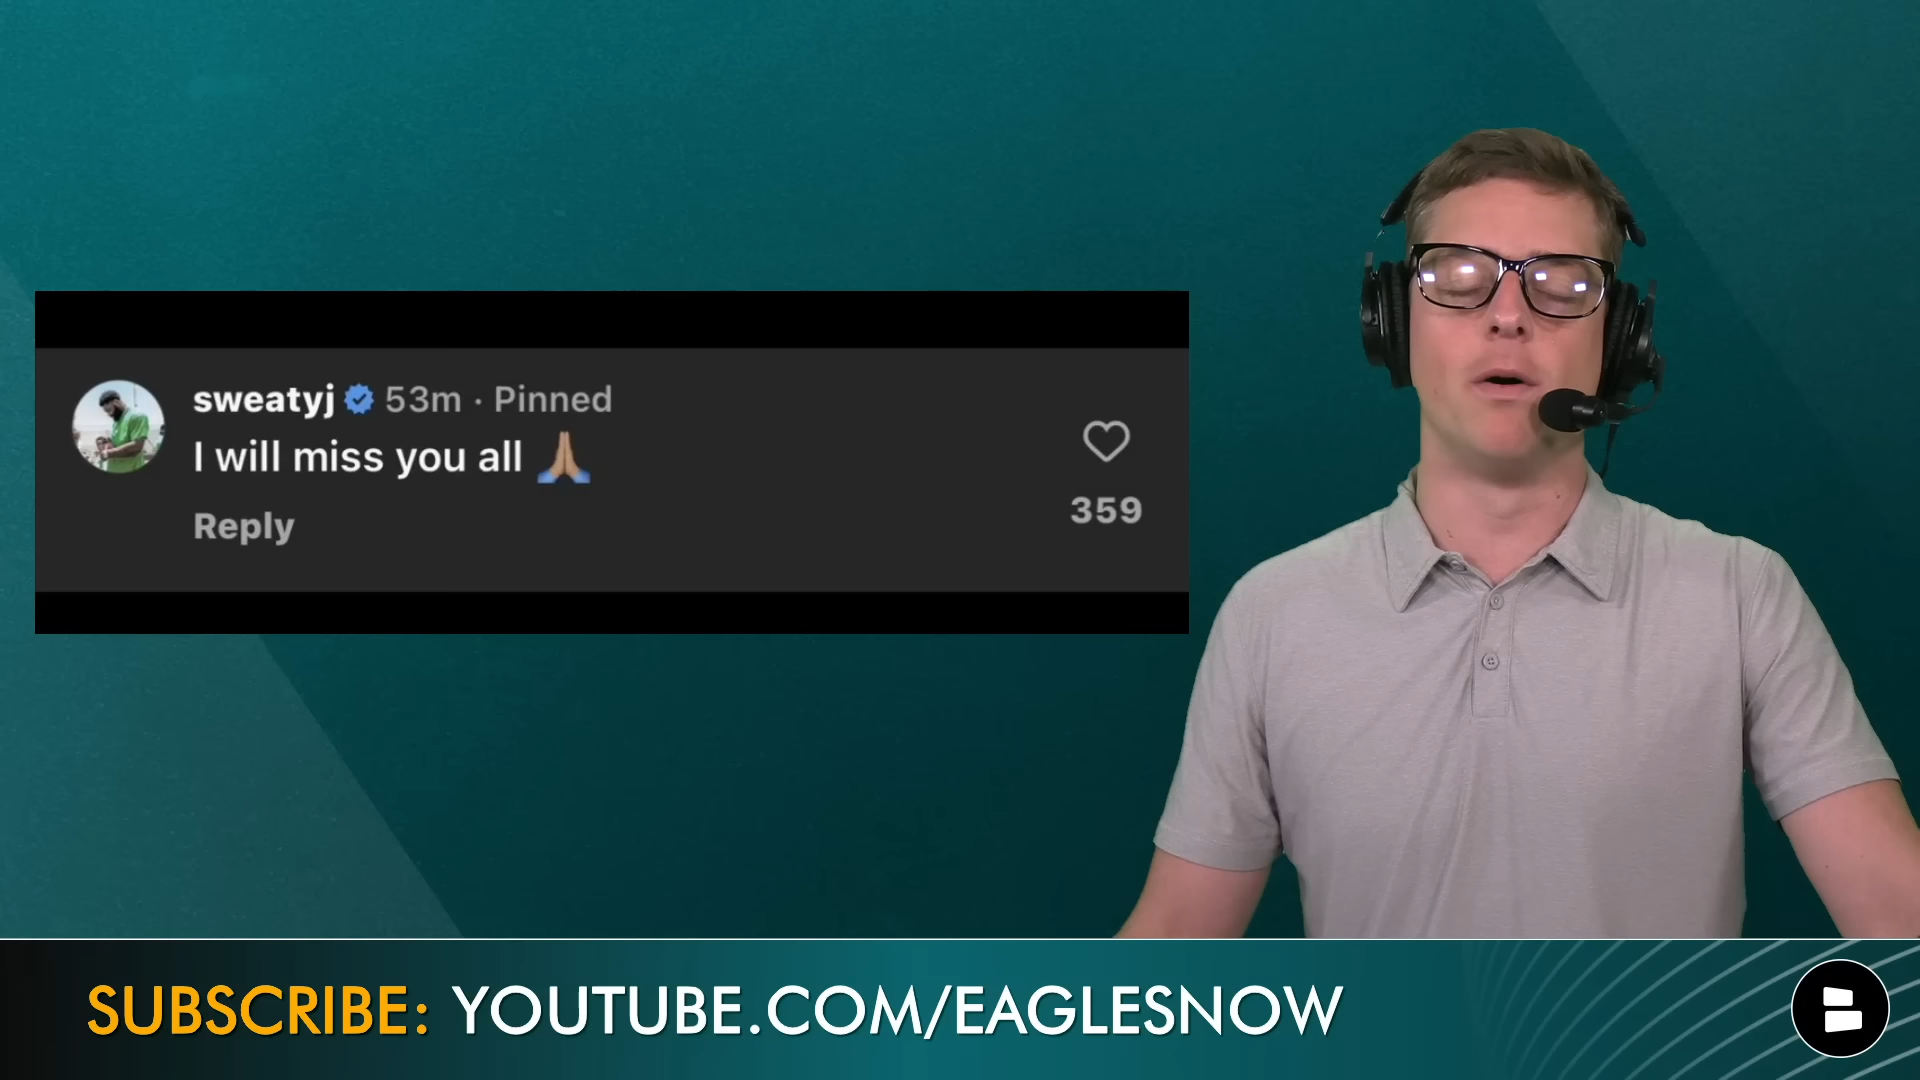 sweatyj 53m · Pinned
I will miss you all 🙏🏽
Reply
359
SUBSCRIBE: YOUTUBE.COM/EAGLESNOW